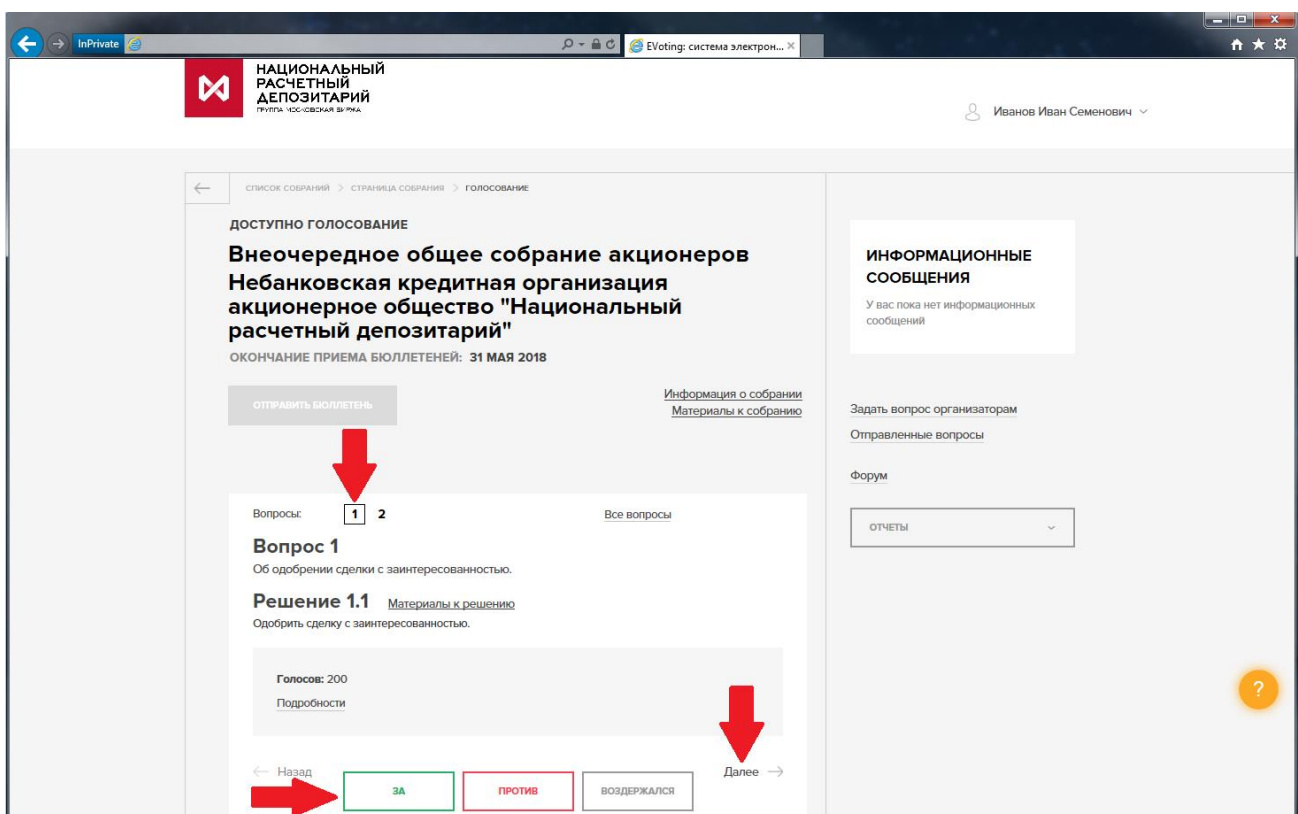 InPrivate
EVoting: система электрон...
НАЦИОНАЛЬНЫЙ
РАСЧЕТНЫЙ
ДЕПОЗИТАРИЙ
ГРУППА МОСКОВСКАЯ БИРЖА
Иванов Иван Семенович
СПИСОК СОБРАНИЙ > СТРАНИЦА СОБРАНИЯ > ГОЛОСОВАНИЕ
ДОСТУПНО ГОЛОСОВАНИЕ
Внеочередное общее собрание акционеров
Небанковская кредитная организация
акционерное общество "Национальный
расчетный депозитарий"
ОКОНЧАНИЕ ПРИЕМА БЮЛЛЕТЕНЕЙ: 31 МАЯ 2018
ОТПРАВИТЬ БЮЛЛЕТЕНЬ
Информация о собрании
Материалы к собранию
Вопросы: 1 2 Все вопросы
Вопрос 1
Об одобрении сделки с заинтересованностью.
Решение 1.1 Материалы к решению
Одобрить сделку с заинтересованностью.
Голосов: 200
Подробности
← Назад
ЗА
ПРОТИВ
ВОЗДЕРЖАЛСЯ
Далее →
ИНФОРМАЦИОННЫЕ
СООБЩЕНИЯ
У вас пока нет информационных
сообщений
Задать вопрос организаторам
Отправленные вопросы
Форум
ОТЧЕТЫ
?